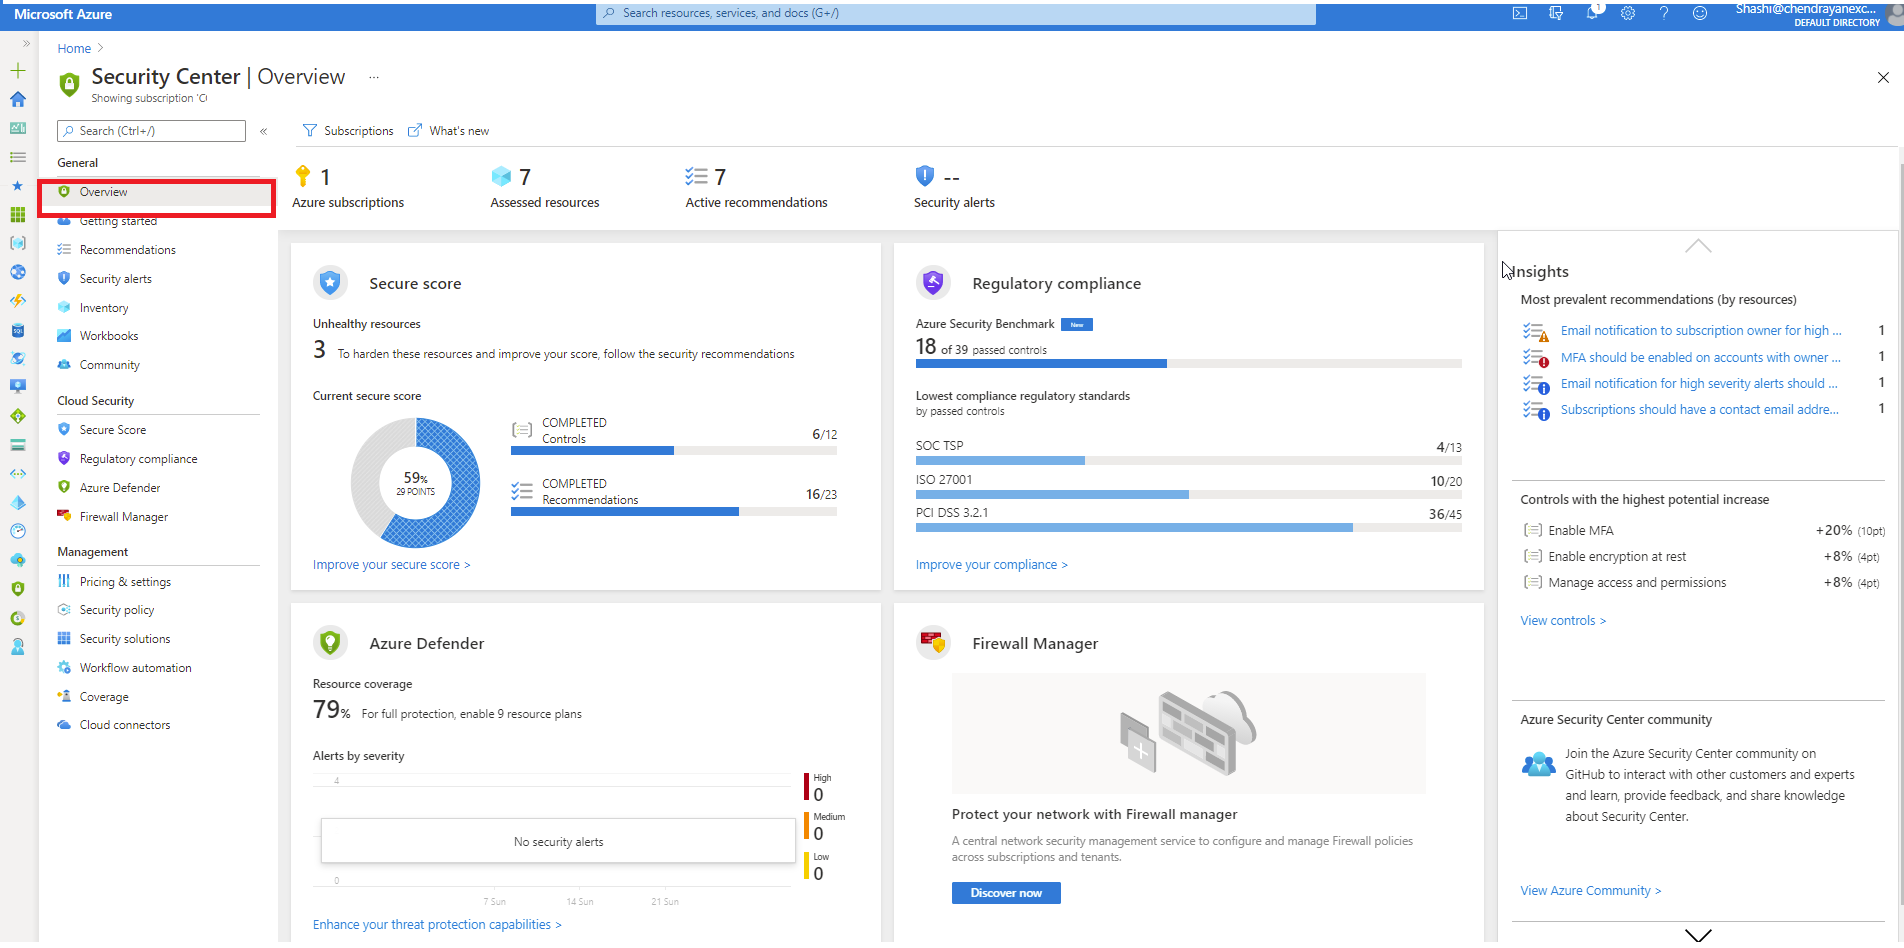 Microsoft Azure
Search resources, services, and docs (G+/)
1
Shashi@chendrayanexc...
DEFAULT DIRECTORY
Home
Security Center | Overview ...
Showing subscription 'C
Search (Ctrl+/)
Subscriptions
What's new
General
Overview
Getting started
Recommendations
Security alerts
Inventory
Workbooks
Community
Cloud Security
Secure Score
Regulatory compliance
Azure Defender
Firewall Manager
Management
Pricing & settings
Security policy
Security solutions
Workflow automation
Coverage
Cloud connectors
1
Azure subscriptions
7
Assessed resources
7
Active recommendations
--
Security alerts
Secure score
Unhealthy resources
3 To harden these resources and improve your score, follow the security recommendations
Current secure score
59%
29 POINTS
COMPLETED
Controls
6/12
COMPLETED
Recommendations
16/23
Improve your secure score >
Regulatory compliance
Azure Security Benchmark New
18 of 39 passed controls
Lowest compliance regulatory standards
by passed controls
SOC TSP 4/13
ISO 27001 10/20
PCI DSS 3.2.1 36/45
Improve your compliance >
Azure Defender
Resource coverage
79% For full protection, enable 9 resource plans
Alerts by severity
4
No security alerts
0
7 Sun 14 Sun 21 Sun
High
0
Medium
0
Low
0
Enhance your threat protection capabilities >
Firewall Manager
Protect your network with Firewall manager
A central network security management service to configure and manage Firewall policies
across subscriptions and tenants.
Discover now
Insights
Most prevalent recommendations (by resources)
Email notification to subscription owner for high ... 1
MFA should be enabled on accounts with owner ... 1
Email notification for high severity alerts should ... 1
Subscriptions should have a contact email addre... 1
Controls with the highest potential increase
Enable MFA +20% (10pt)
Enable encryption at rest +8% (4pt)
Manage access and permissions +8% (4pt)
View controls >
Azure Security Center community
Join the Azure Security Center community on
GitHub to interact with other customers and experts
and learn, provide feedback, and share knowledge
about Security Center.
View Azure Community >